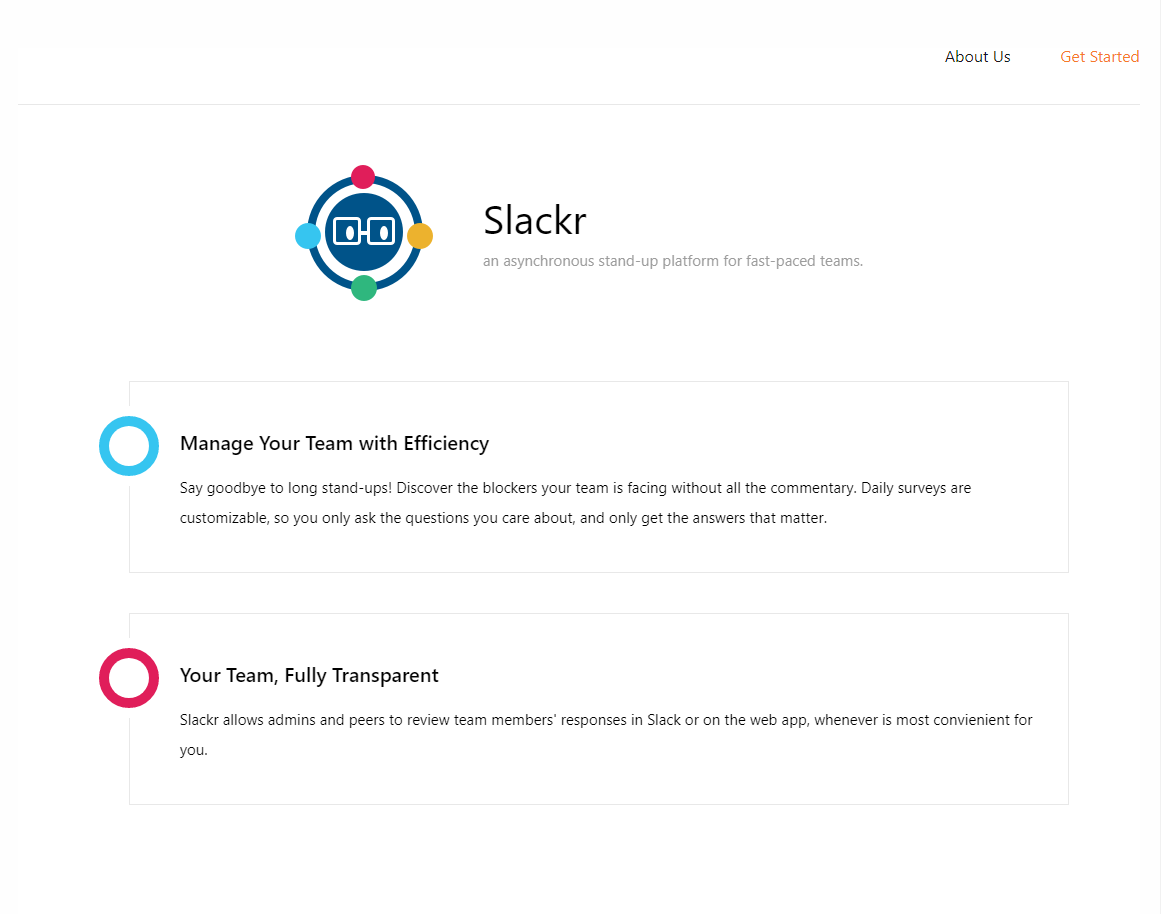 About Us
Get Started
Slackr
an asynchronous stand-up platform for fast-paced teams.
Manage Your Team with Efficiency
Say goodbye to long stand-ups! Discover the blockers your team is facing without all the commentary. Daily surveys are
customizable, so you only ask the questions you care about, and only get the answers that matter.
Your Team, Fully Transparent
Slackr allows admins and peers to review team members' responses in Slack or on the web app, whenever is most convienient for
you.